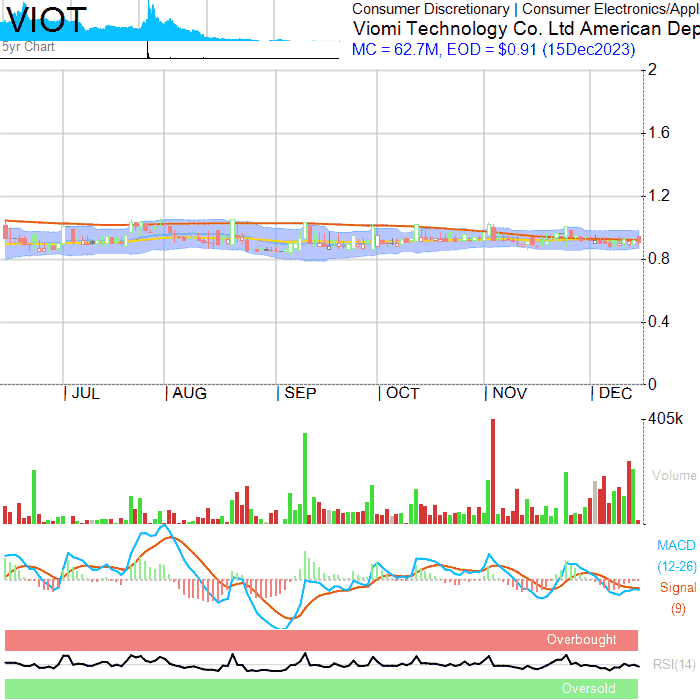 VIOT
5yr Chart
Consumer Discretionary | Consumer Electronics/Appl
Viomi Technology Co. Ltd American Dep
MC = 62.7M, EOD = $0.91 (15Dec2023)
2
1.6
1.2
0.8
0.4
0
JUL AUG SEP OCT NOV DEC
405k
Volume
MACD
(12-26)
Signal
(9)
Overbought
RSI(14)
Oversold